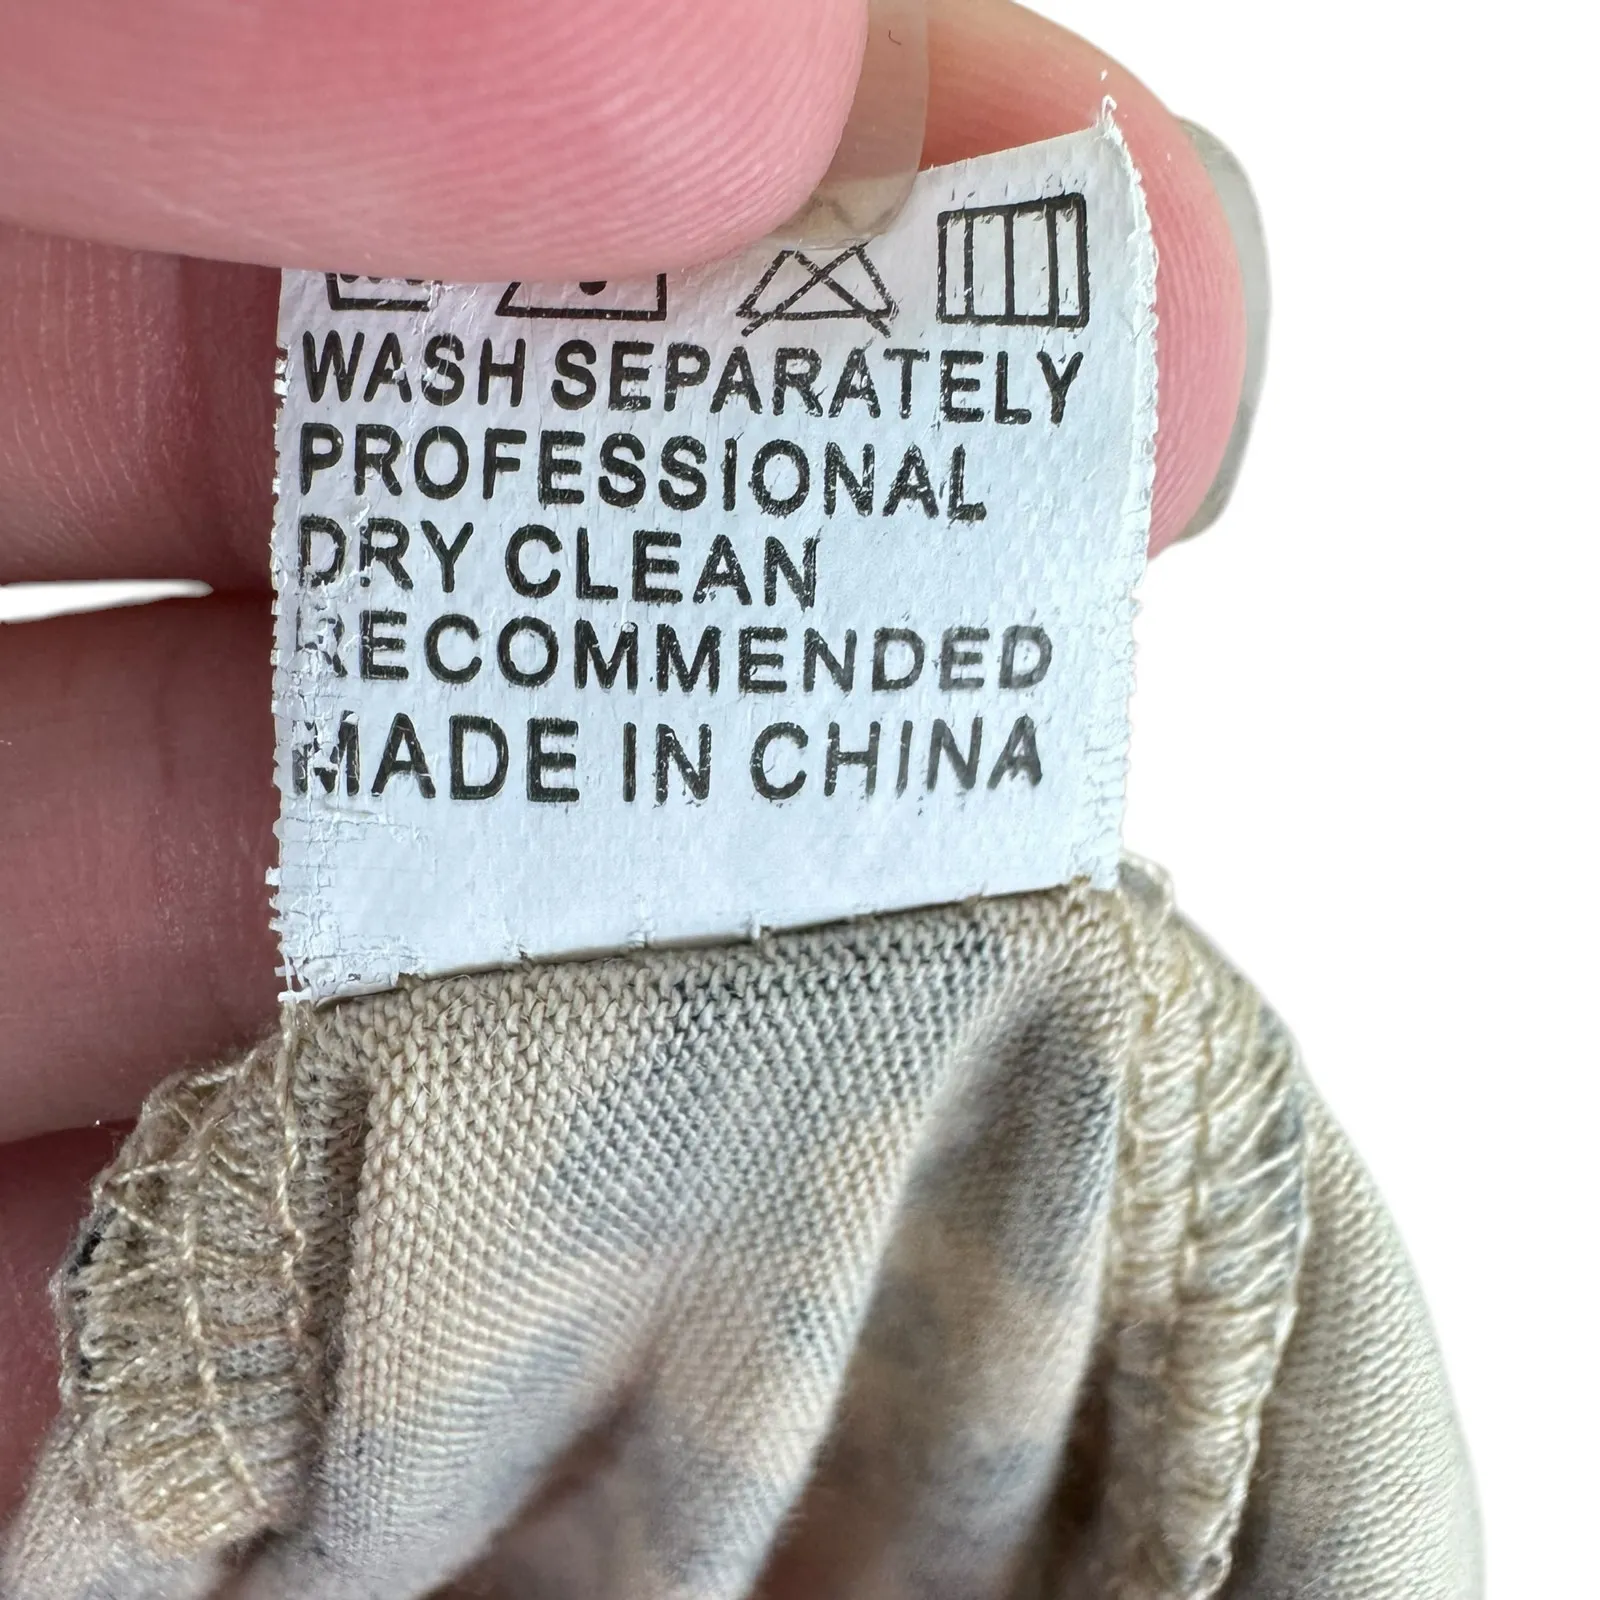 WASH SEPARATELY
PROFESSIONAL
DRY CLEAN
RECOMMENDED
MADE IN CHINA